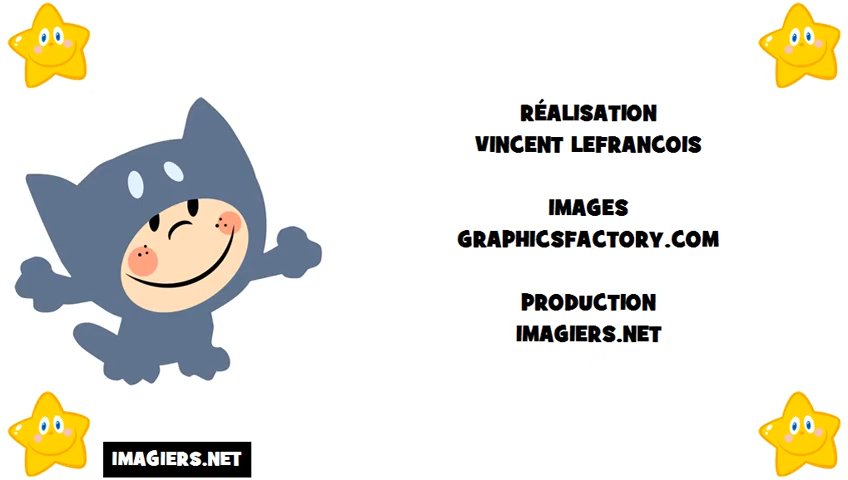 RÉALISATION
VINCENT LEFRANCOIS
IMAGES
GRAPHICSFACTORY.COM
PRODUCTION
IMAGIERS.NET
IMAGIERS.NET